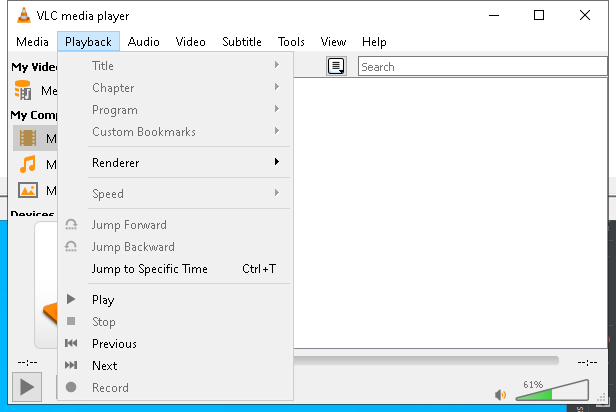 VLC media player
Media Playback Audio Video Subtitle Tools View Help
My Vide
Search
Me
My Comp
M
M
M
Devices
Title
Chapter
Program
Custom Bookmarks
Renderer
Speed
Jump Forward
Jump Backward
Jump to Specific Time Ctrl+T
Play
Stop
Previous
Next
Record
--:-- --:--
61%